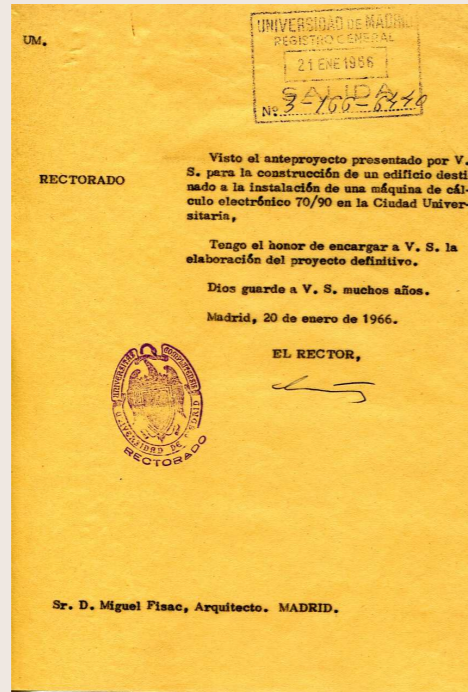 UM.
UNIVERSIDAD DE MADRID
REGISTRO GENERAL
21 ENE 1966
SALIDA
Nº 3-166-6440
RECTORADO
Visto el anteproyecto presentado por V.
S. para la construcción de un edificio desti
nado a la instalación de una máquina de cál-
culo electrónico 70/90 en la Ciudad Univer-
sitaria,
Tengo el honor de encargar a V. S. la
elaboración del proyecto definitivo.
Dios guarde a V. S. muchos años.
Madrid, 20 de enero de 1966.
EL RECTOR,
RECTORADO
Sr. D. Miguel Fisac, Arquitecto. MADRID.